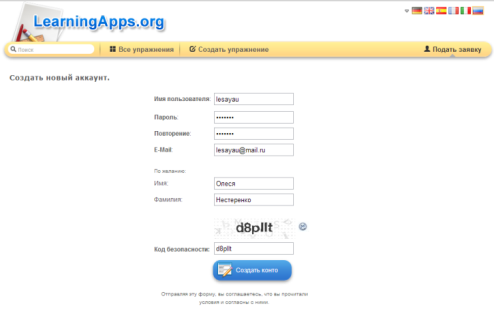 LearningApps.org
Поиск Все упражнения Создать упражнение Подать заявку
Создать новый аккаунт.
Имя пользователя: lesayau
Пароль: •••••••
Повторение: •••••••
E-Mail: lesayau@mail.ru
По желанию:
Имя: Олеся
Фамилия: Нестеренко
d8pllt
Код безопасности: d8pllt
Создать конто
Отправляя эту форму, вы соглашаетесь, что вы прочитали
условия и согласны с ними